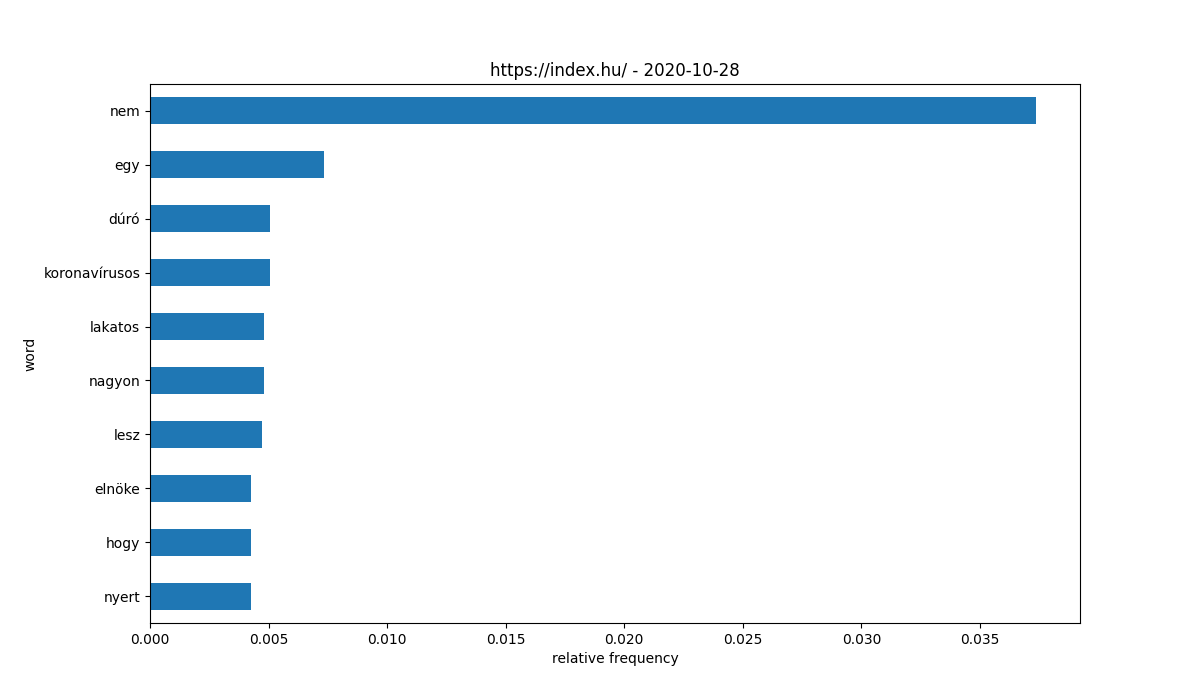 https://index.hu/ - 2020-10-28
nem
egy
dúró
koronavírusos
lakatos
nagyon
lesz
elnöke
hogy
nyert
word
0.000 0.005 0.010 0.015 0.020 0.025 0.030 0.035
relative frequency